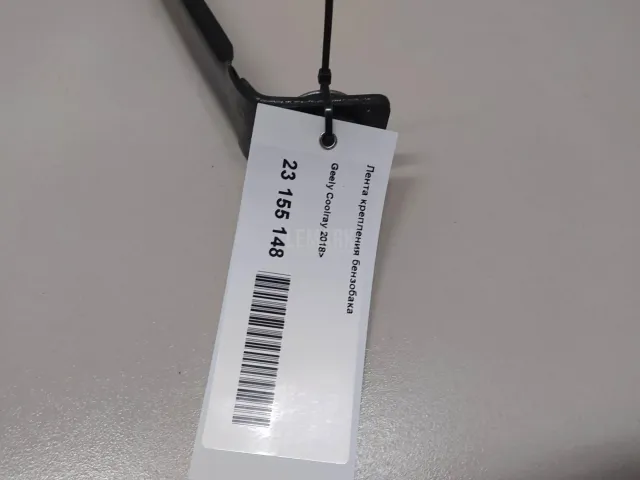 Лента крепления бензобака
Geely Coolray 2018>
23 155 148